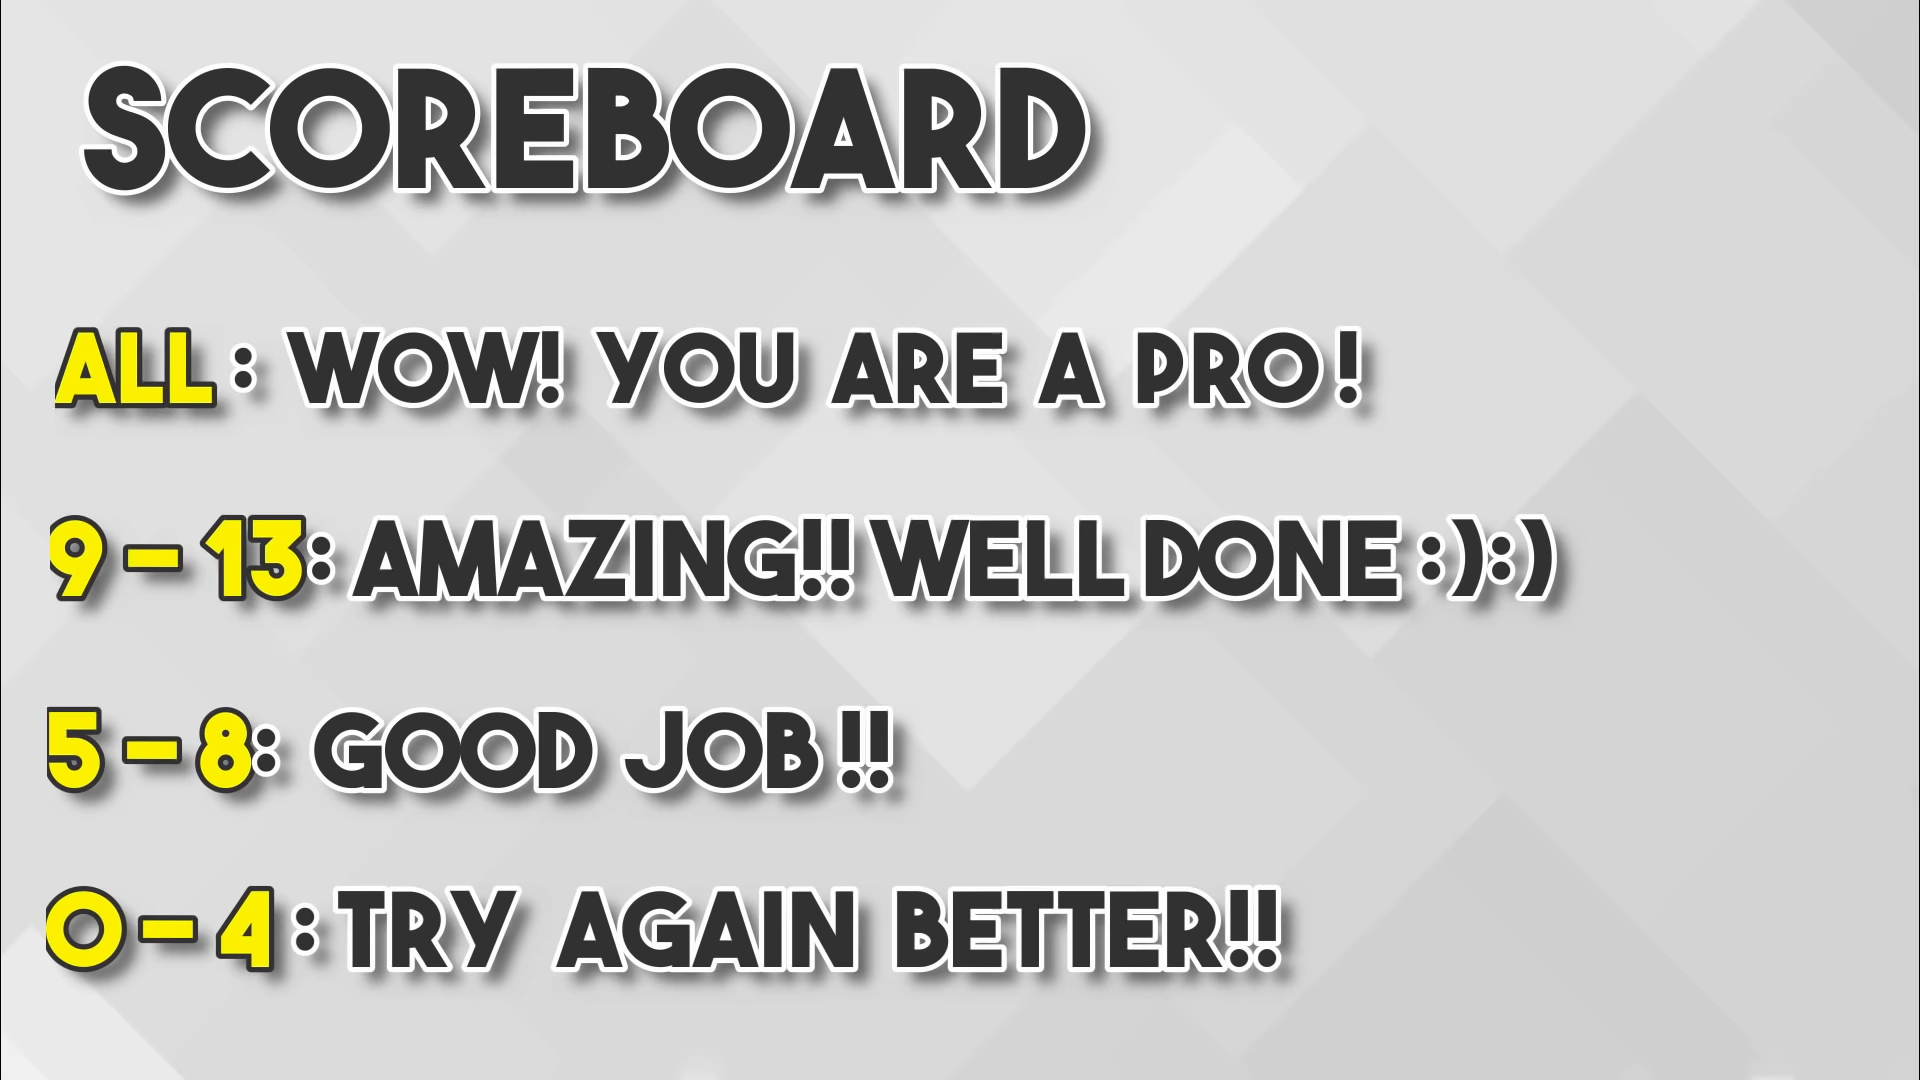 SCOREBOARD
ALL : WOW! YOU ARE A PRO !
9 - 13: AMAZING!! WELL DONE :):)
5 - 8: GOOD JOB !!
0 - 4 : TRY AGAIN BETTER!!